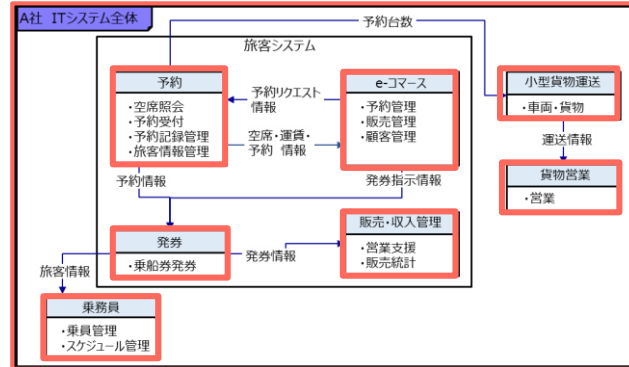 A社 ITシステム全体
予約台数
旅客システム
予約
・空席照会
・予約受付
・予約記録管理
・旅客情報管理
予約リクエスト
情報
空席・運賃・
予約 情報
e-コマース
・予約管理
・販売管理
・顧客管理
小型貨物運送
・車両・貨物
運送情報
貨物営業
・営業
予約情報
発券指示情報
発券
・乗船券発券
発券情報
販売・収入管理
・営業支援
・販売統計
旅客情報
乗務員
・乗員管理
・スケジュール管理